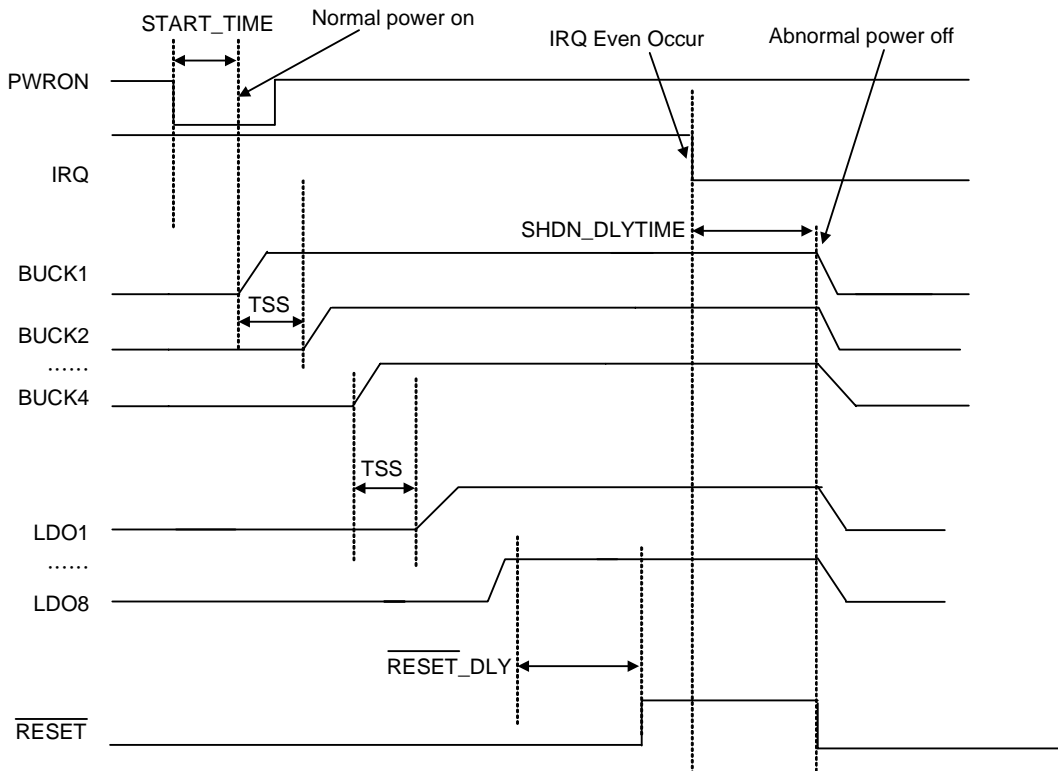 START_TIME
Normal power on
IRQ Even Occur
Abnormal power off
PWRON
IRQ
SHDN_DLYTIME
BUCK1
TSS
BUCK2
......
BUCK4
TSS
LDO1
......
LDO8
RESET_DLY
RESET